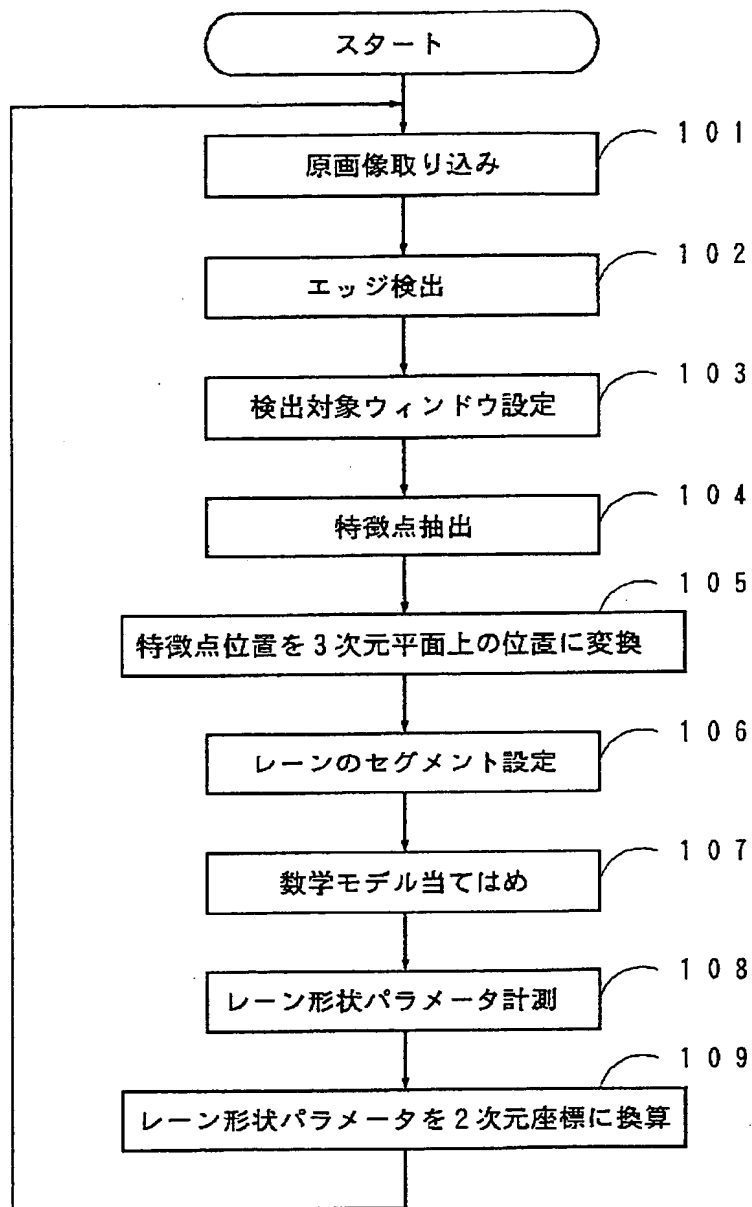 スタート
101
原画像取り込み
102
エッジ検出
103
検出対象ウィンドウ設定
104
特徴点抽出
105
特徴点位置を3次元平面上の位置に変換
106
レーンのセグメント設定
107
数学モデル当てはめ
108
レーン形状パラメータ計測
109
レーン形状パラメータを2次元座標に換算